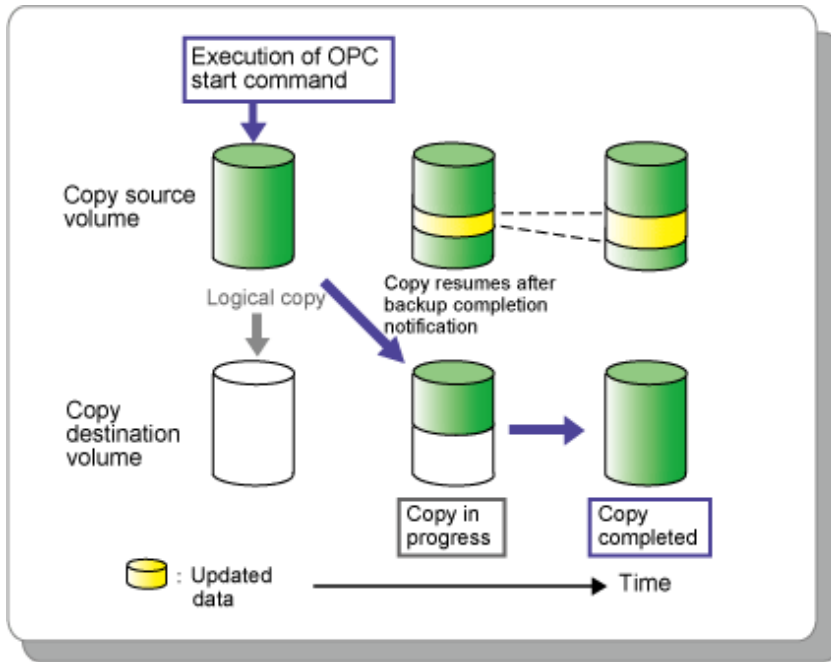 Execution of OPC
start command
Copy source
volume
Logical copy
Copy resumes after
backup completion
notification
Copy
destination
volume
Copy in
progress
Copy
completed
: Updated
data
Time